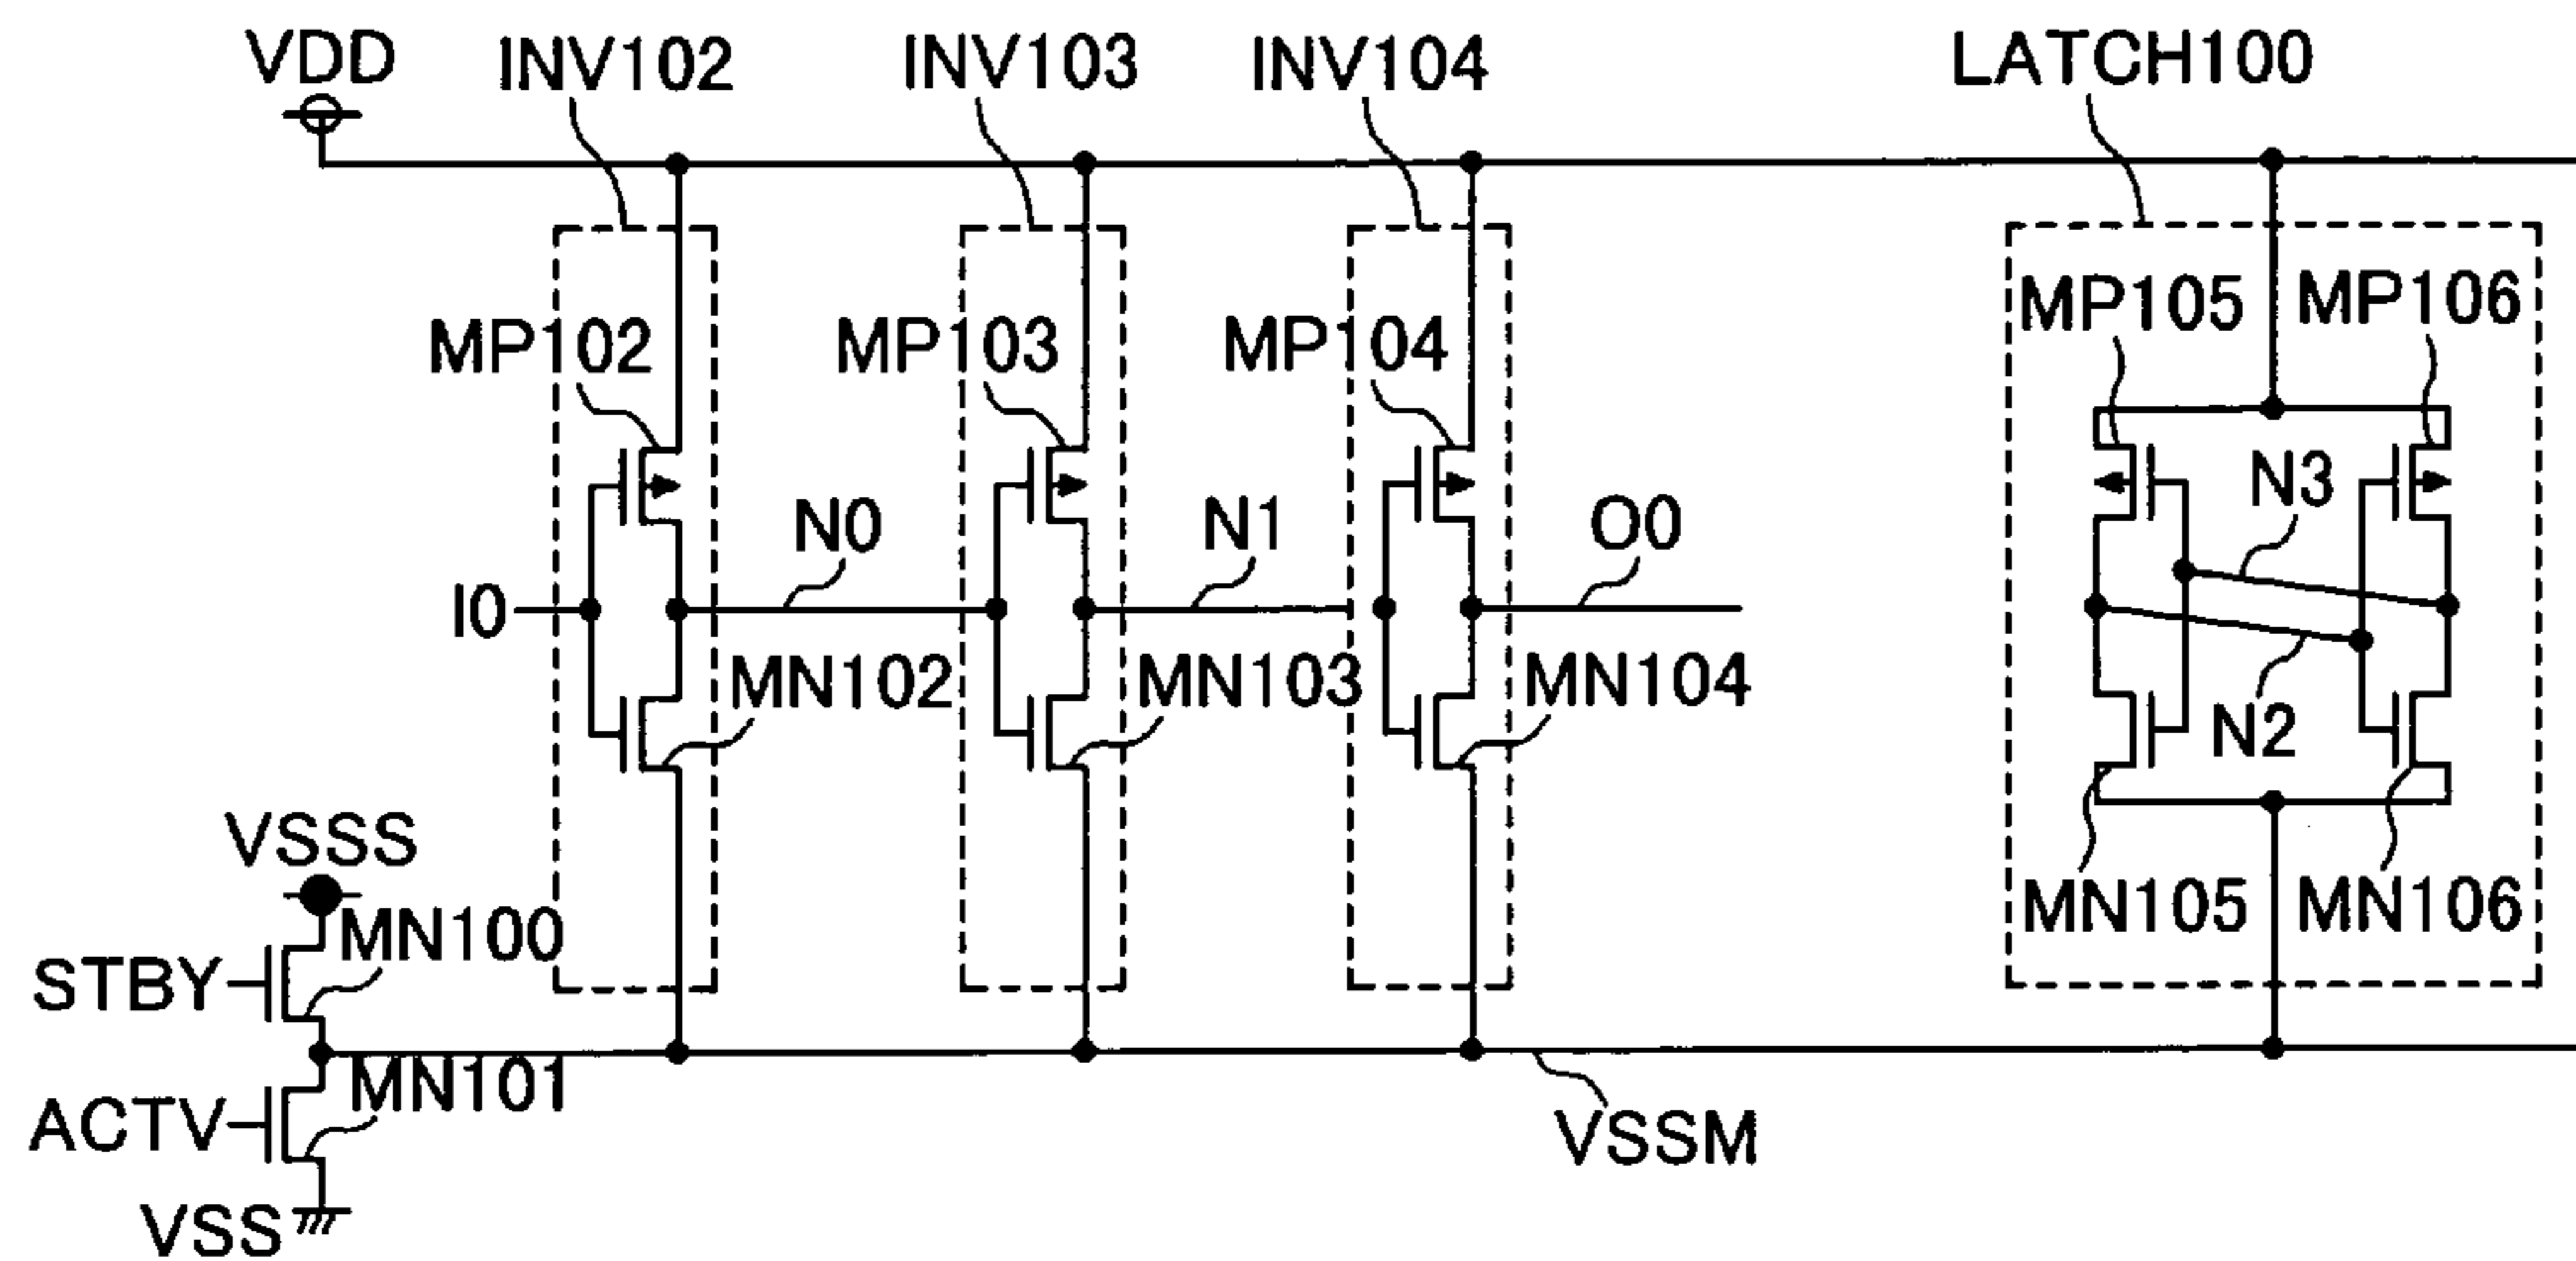 VDD INV102 INV103 INV104 LATCH100
MP105 MP106
MP102 MP103 MP104
N3
N0 N1 O0
I0
MN102 MN103 MN104
N2
VSSS
MN105 MN106
MN100
STBY
MN101
ACTV
VSSM
VSS